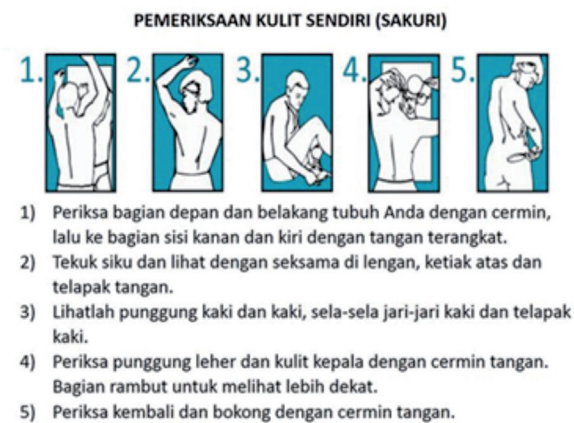 PEMERIKSAAN KULIT SENDIRI (SAKURI)
1. 2. 3. 4. 5.
1) Periksa bagian depan dan belakang tubuh Anda dengan cermin,
lalu ke bagian sisi kanan dan kiri dengan tangan terangkat.
2) Tekuk siku dan lihat dengan seksama di lengan, ketiak atas dan
telapak tangan.
3) Lihatlah punggung kaki dan kaki, sela-sela jari-jari kaki dan telapak
kaki.
4) Periksa punggung leher dan kulit kepala dengan cermin tangan.
Bagian rambut untuk melihat lebih dekat.
5) Periksa kembali dan bokong dengan cermin tangan.